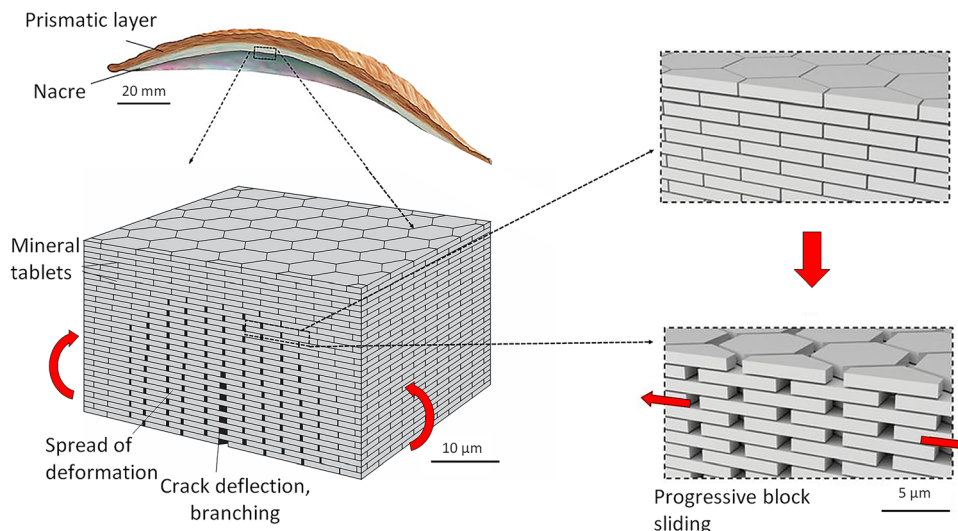 Prismatic layer
Nacre
20 mm
Mineral
tablets
Spread of
deformation
Crack deflection,
branching
10 µm
Progressive block
sliding
5 µm